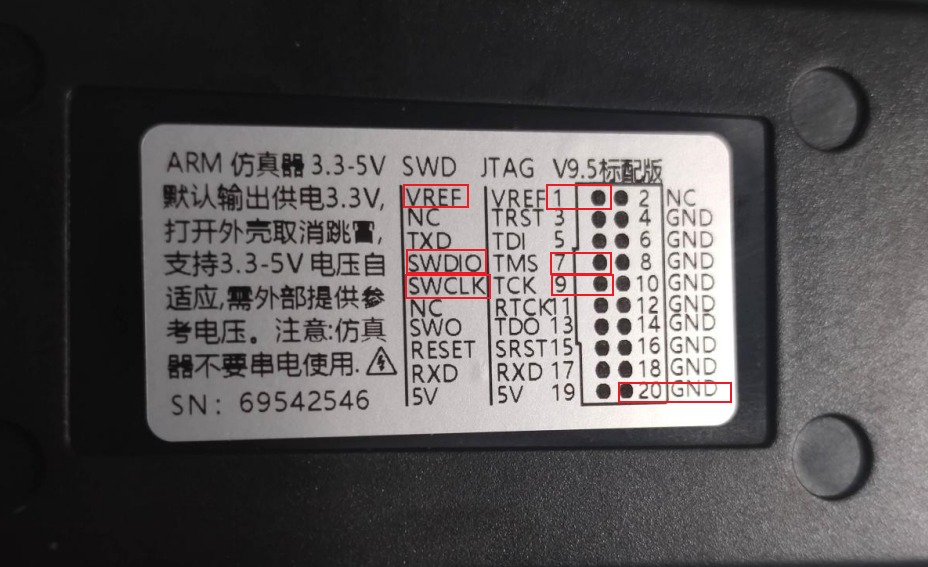 ARM 仿真器 3.3-5V SWD JTAG V9.5标配版
默认输出供电3.3V,
打开外壳取消跳冒,
支持3.3-5V 电压自
适应,需外部提供参
考电压。注意:仿真
器不要串电使用.
SN: 69542546
VREF VREF 1 2 NC
NC TRST 3 4 GND
TXD TDI 5 6 GND
SWDIO TMS 7 8 GND
SWCLK TCK 9 10 GND
NC RTCK11 12 GND
SWO TDO 13 14 GND
RESET SRST15 16 GND
RXD RXD 17 18 GND
5V 5V 19 20 GND